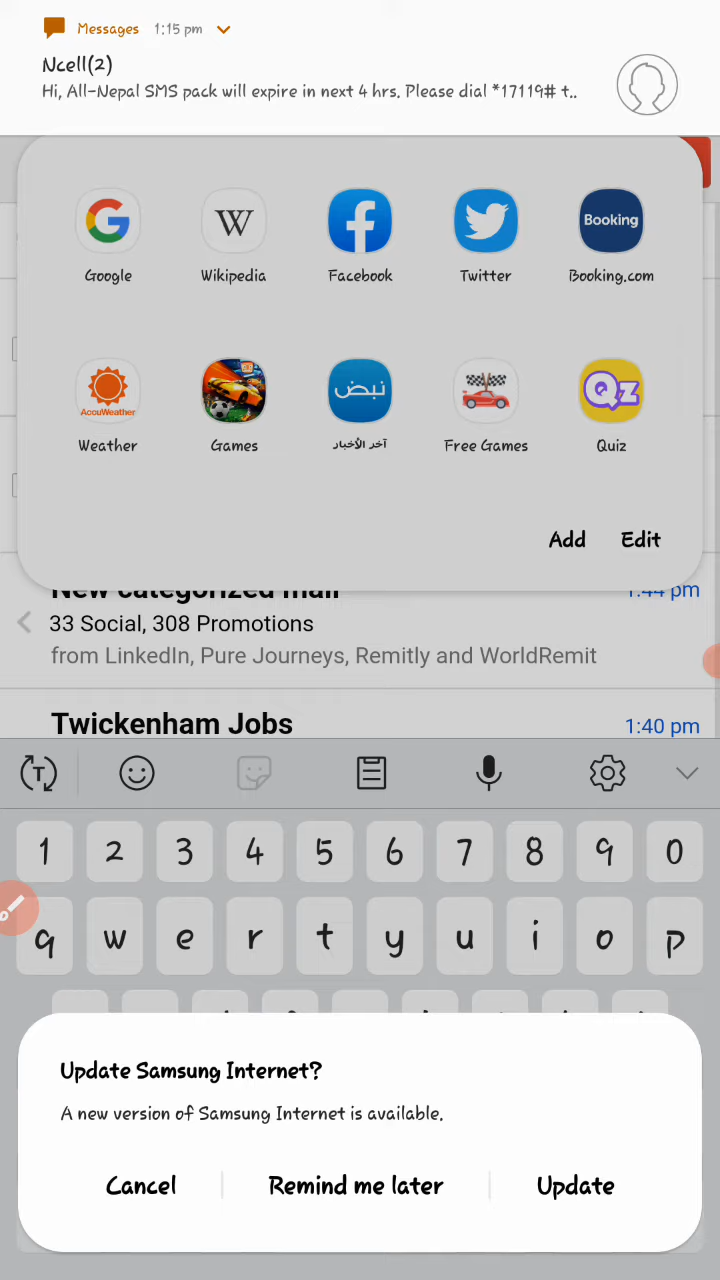 Messages 1:15 pm
Ncell(2)
Hi, All-Nepal SMS pack will expire in next 4 hrs. Please dial *17119# t..
G W f Booking
Google Wikipedia Facebook Twitter Booking.com
AccuWeather نبض Qz
Weather Games آخر الأخبار Free Games Quiz
Add Edit
New categorized mail 1:44 pm
33 Social, 308 Promotions
from LinkedIn, Pure Journeys, Remitly and WorldRemit
Twickenham Jobs 1:40 pm
T
1 2 3 4 5 6 7 8 9 0
q w e r t y u i o p
Update Samsung Internet?
A new version of Samsung Internet is available.
Cancel Remind me later Update